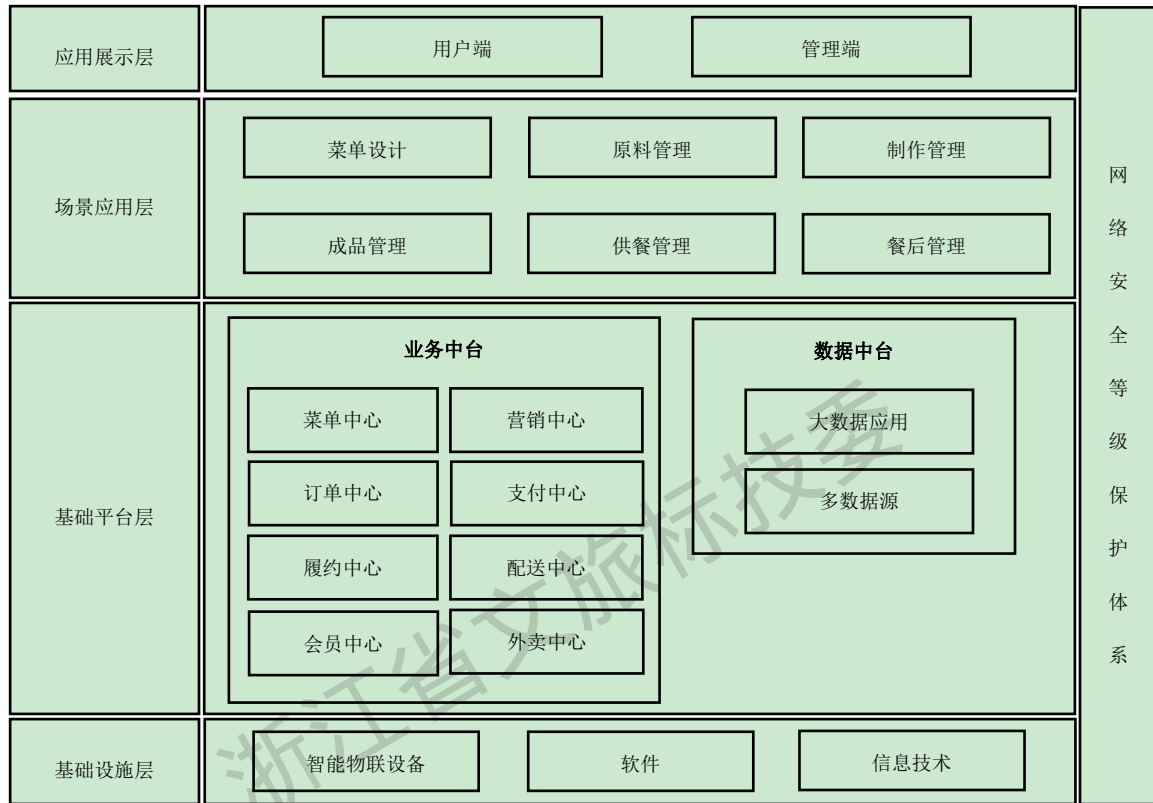 应用展示层
用户端 管理端
场景应用层
菜单设计 原料管理 制作管理
成品管理 供餐管理 餐后管理
基础平台层
业务中台
菜单中心 营销中心
订单中心 支付中心
履约中心 配送中心
会员中心 外卖中心
数据中台
大数据应用
多数据源
基础设施层
智能物联设备 软件 信息技术
网
络
安
全
等
级
保
护
体
系
浙江省文旅标技委